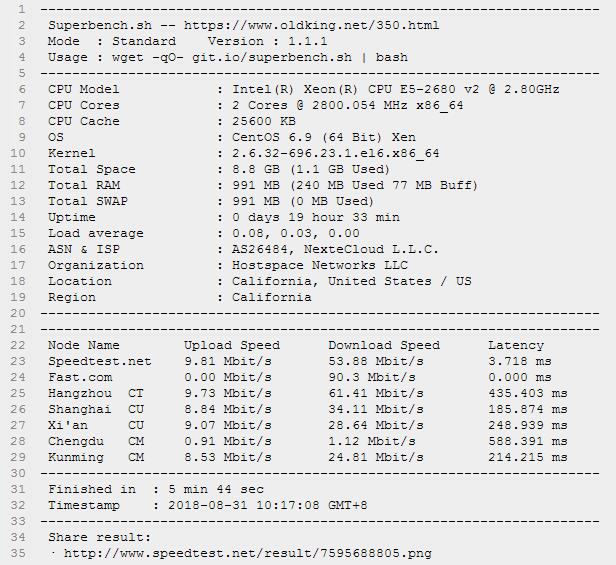 1 ----------------------------------------------------------------------
2 Superbench.sh -- https://www.oldking.net/350.html
3 Mode  : Standard    Version : 1.1.1
4 Usage : wget -qO- git.io/superbench.sh | bash
5 ----------------------------------------------------------------------
6 CPU Model            : Intel(R) Xeon(R) CPU E5-2680 v2 @ 2.80GHz
7 CPU Cores            : 2 Cores @ 2800.054 MHz x86_64
8 CPU Cache            : 25600 KB
9 OS                   : CentOS 6.9 (64 Bit) Xen
10 Kernel               : 2.6.32-696.23.1.el6.x86_64
11 Total Space          : 8.8 GB (1.1 GB Used)
12 Total RAM            : 991 MB (240 MB Used 77 MB Buff)
13 Total SWAP           : 991 MB (0 MB Used)
14 Uptime               : 0 days 19 hour 33 min
15 Load average         : 0.08, 0.03, 0.00
16 ASN & ISP            : AS26484, NexteCloud L.L.C.
17 Organization         : Hostspace Networks LLC
18 Location             : California, United States / US
19 Region               : California
20 ----------------------------------------------------------------------
21 ----------------------------------------------------------------------
22 Node Name        Upload Speed      Download Speed      Latency
23 Speedtest.net    9.81 Mbit/s       53.88 Mbit/s        3.718 ms
24 Fast.com         0.00 Mbit/s       90.3 Mbit/s         0.000 ms
25 Hangzhou  CT     9.73 Mbit/s       61.41 Mbit/s        435.403 ms
26 Shanghai  CU     8.84 Mbit/s       34.11 Mbit/s        185.874 ms
27 Xi'an     CU     9.07 Mbit/s       28.64 Mbit/s        248.939 ms
28 Chengdu   CM     0.91 Mbit/s       1.12 Mbit/s         588.391 ms
29 Kunming   CM     8.53 Mbit/s       24.81 Mbit/s        214.215 ms
30 ----------------------------------------------------------------------
31 Finished in  : 5 min 44 sec
32 Timestamp    : 2018-08-31 10:17:08 GMT+8
33 ----------------------------------------------------------------------
34 Share result:
35 · http://www.speedtest.net/result/7595688805.png